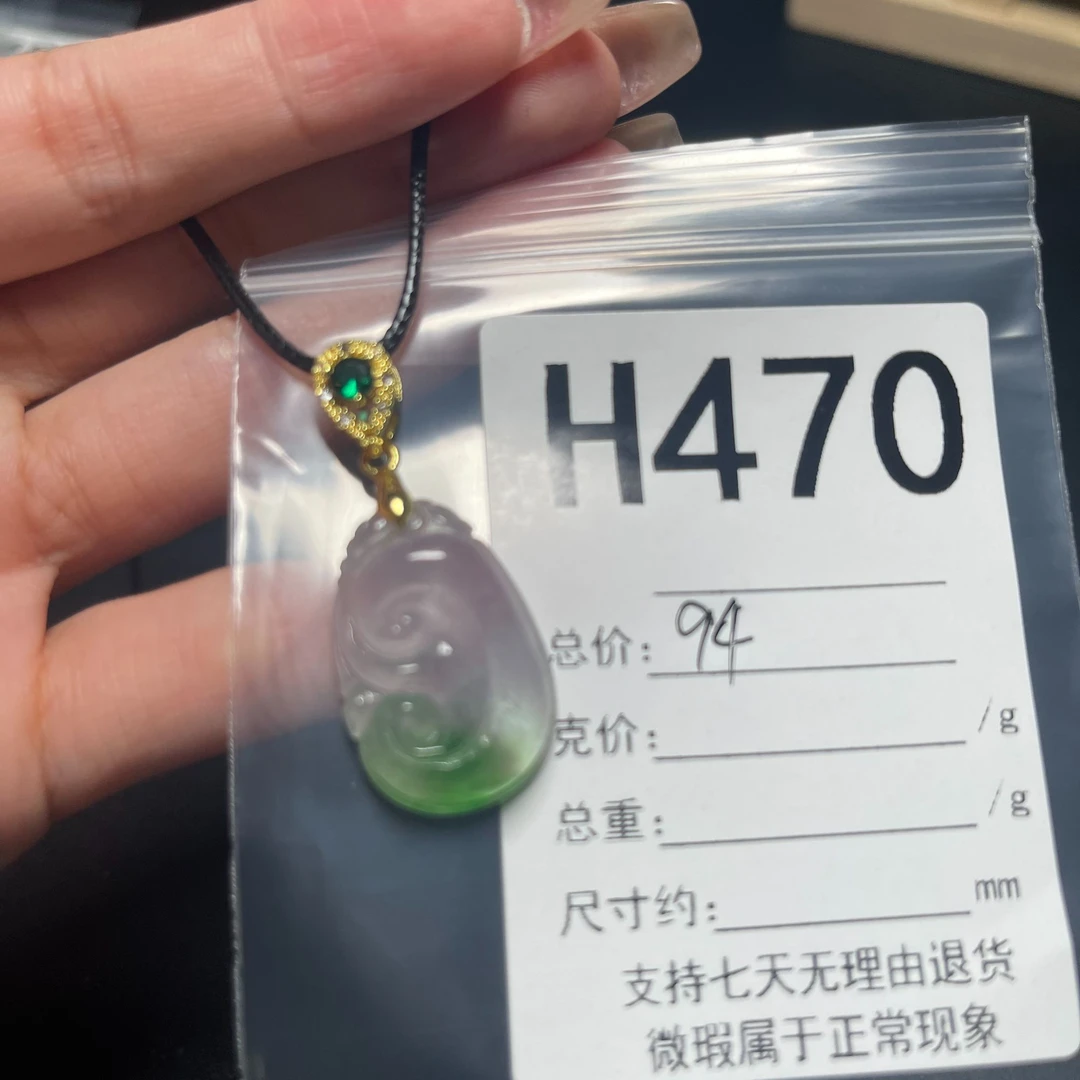 H470
总价：94
克价： /g
总重： /g
尺寸约： mm
支持七天无理由退货
微瑕属于正常现象